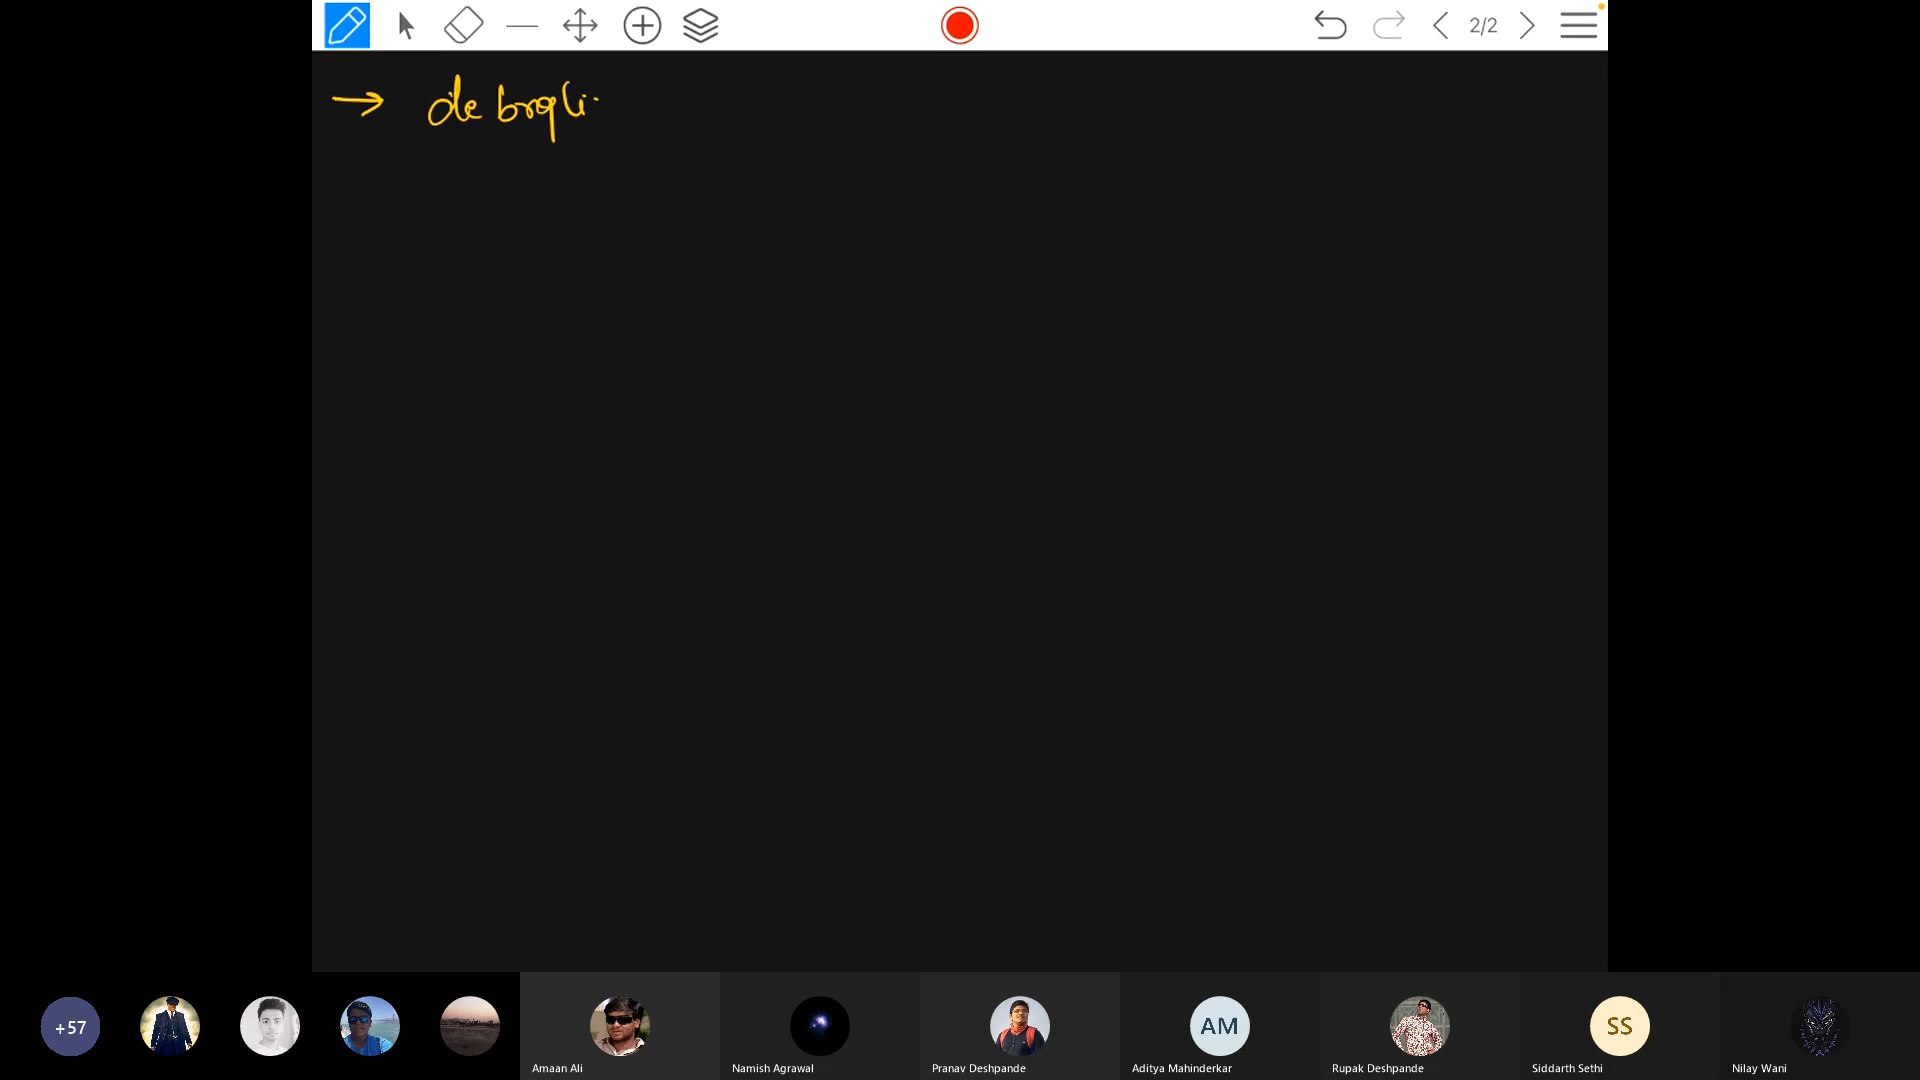 2/2
→ de brogli
+57
Amaan Ali
Namish Agrawal
Pranav Deshpande
AM
Aditya Mahinderkar
Rupak Deshpande
SS
Siddarth Sethi
Nilay Wani